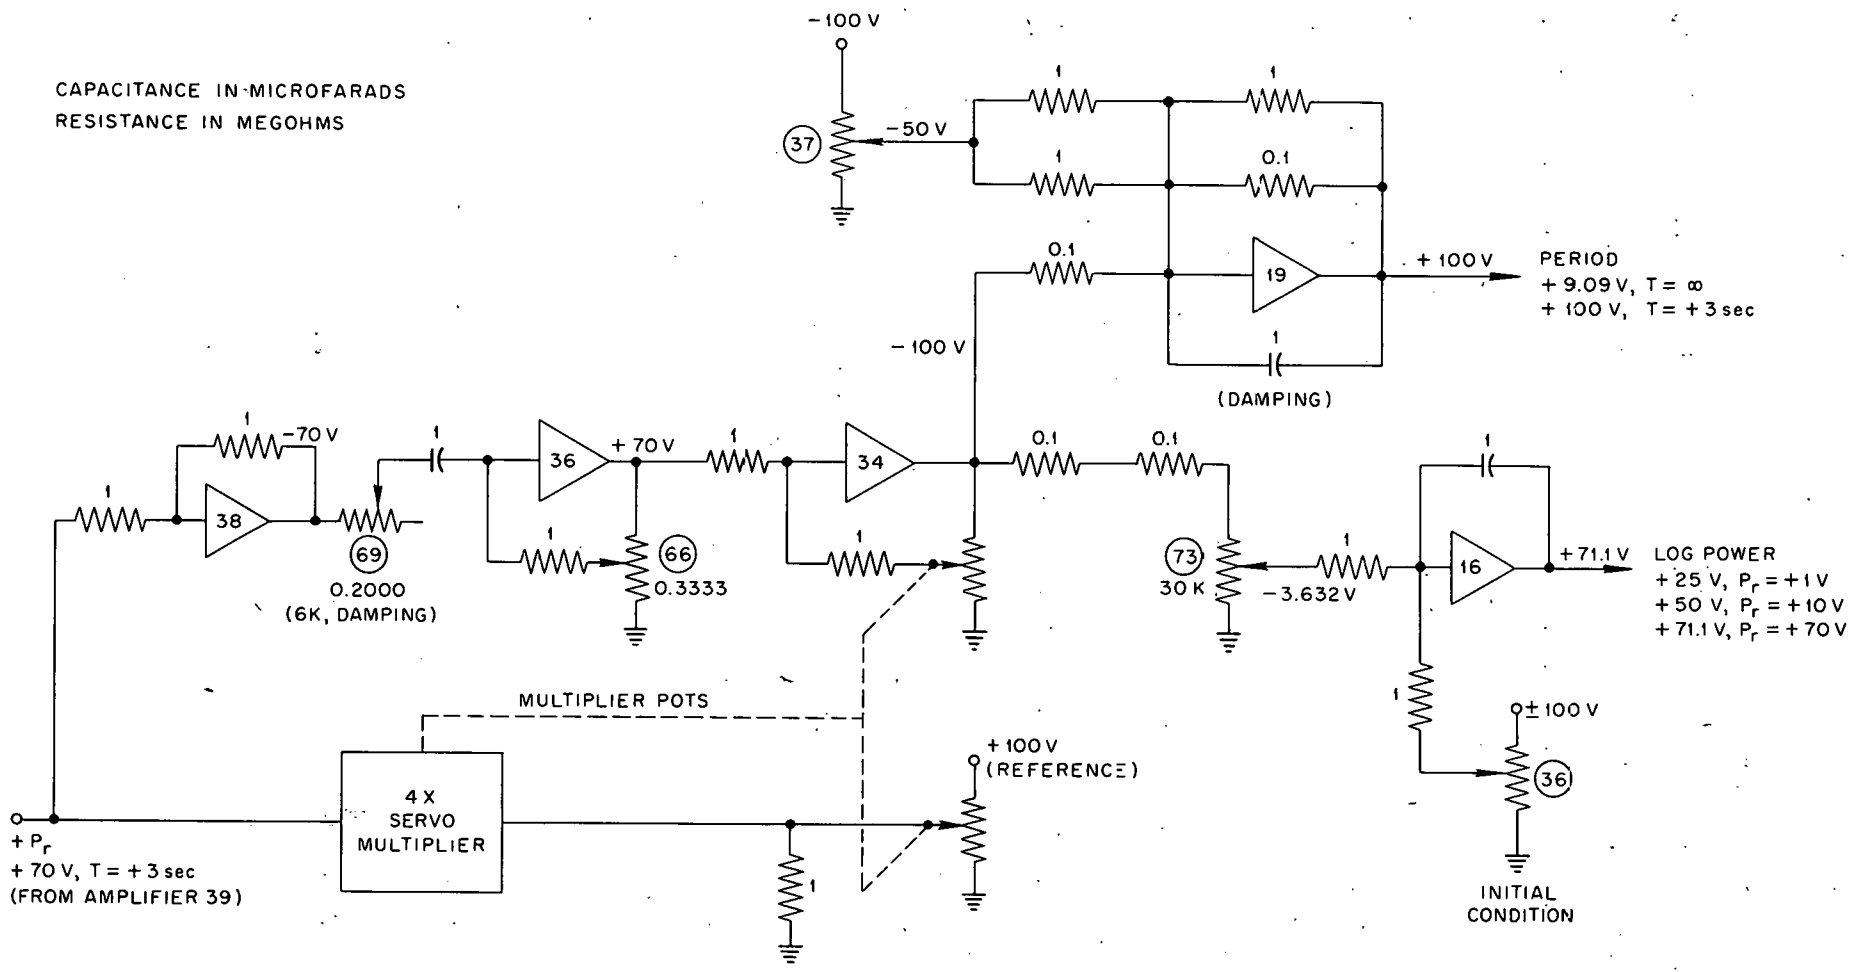 -100 V
CAPACITANCE IN MICROFARADS
RESISTANCE IN MEGOHMS
37
-50 V
1
1
1
0.1
0.1
19
+100 V
PERIOD
+ 9.09 V, T = ∞
+ 100 V, T = +3 sec
1
(DAMPING)
-100 V
1
-70 V
1
38
69
0.2000
(6K, DAMPING)
1
36
+70 V
1
66
0.3333
1
34
1
0.1
0.1
73
30 K
-3.632 V
1
1
16
+71.1 V
LOG POWER
+ 25 V, Pr = +1 V
+ 50 V, Pr = +10 V
+ 71.1 V, Pr = +70 V
1
± 100 V
36
INITIAL
CONDITION
MULTIPLIER POTS
+ 100 V
(REFERENCE)
4 X
SERVO
MULTIPLIER
1
+ Pr
+ 70 V, T = +3 sec
(FROM AMPLIFIER 39)